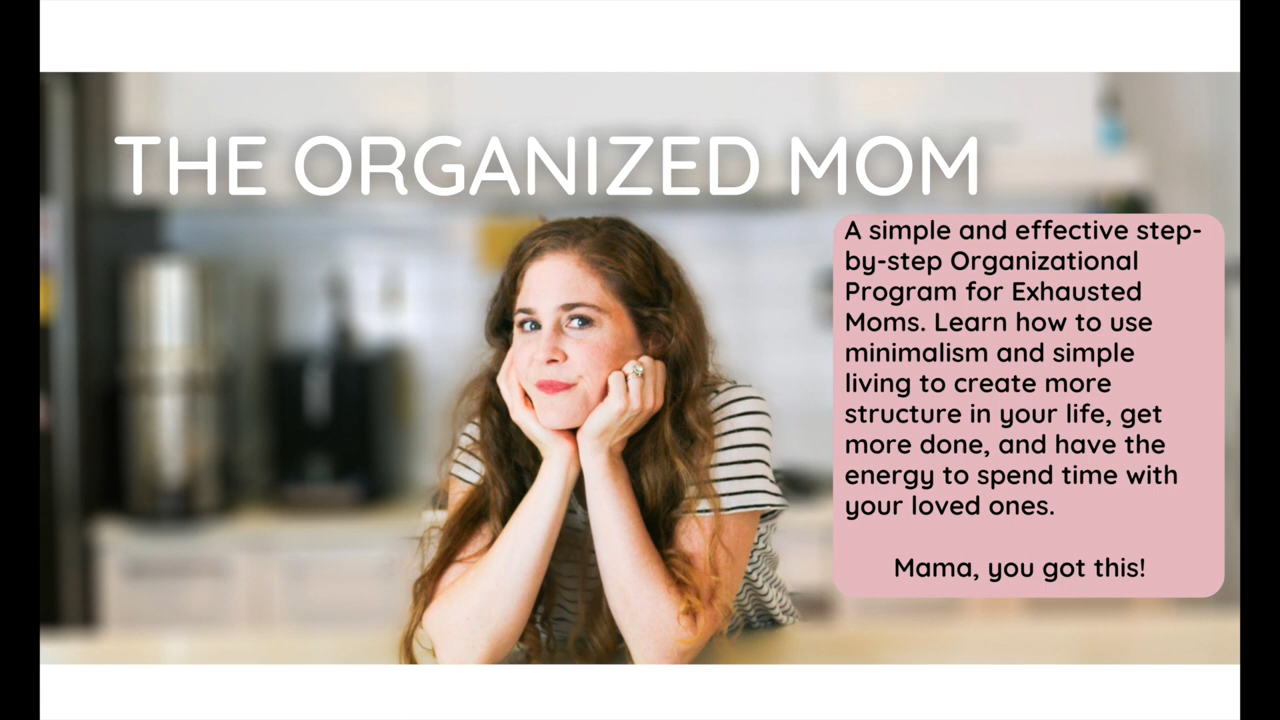 THE ORGANIZED MOM
A simple and effective step-
by-step Organizational
Program for Exhausted
Moms. Learn how to use
minimalism and simple
living to create more
structure in your life, get
more done, and have the
energy to spend time with
your loved ones.
Mama, you got this!